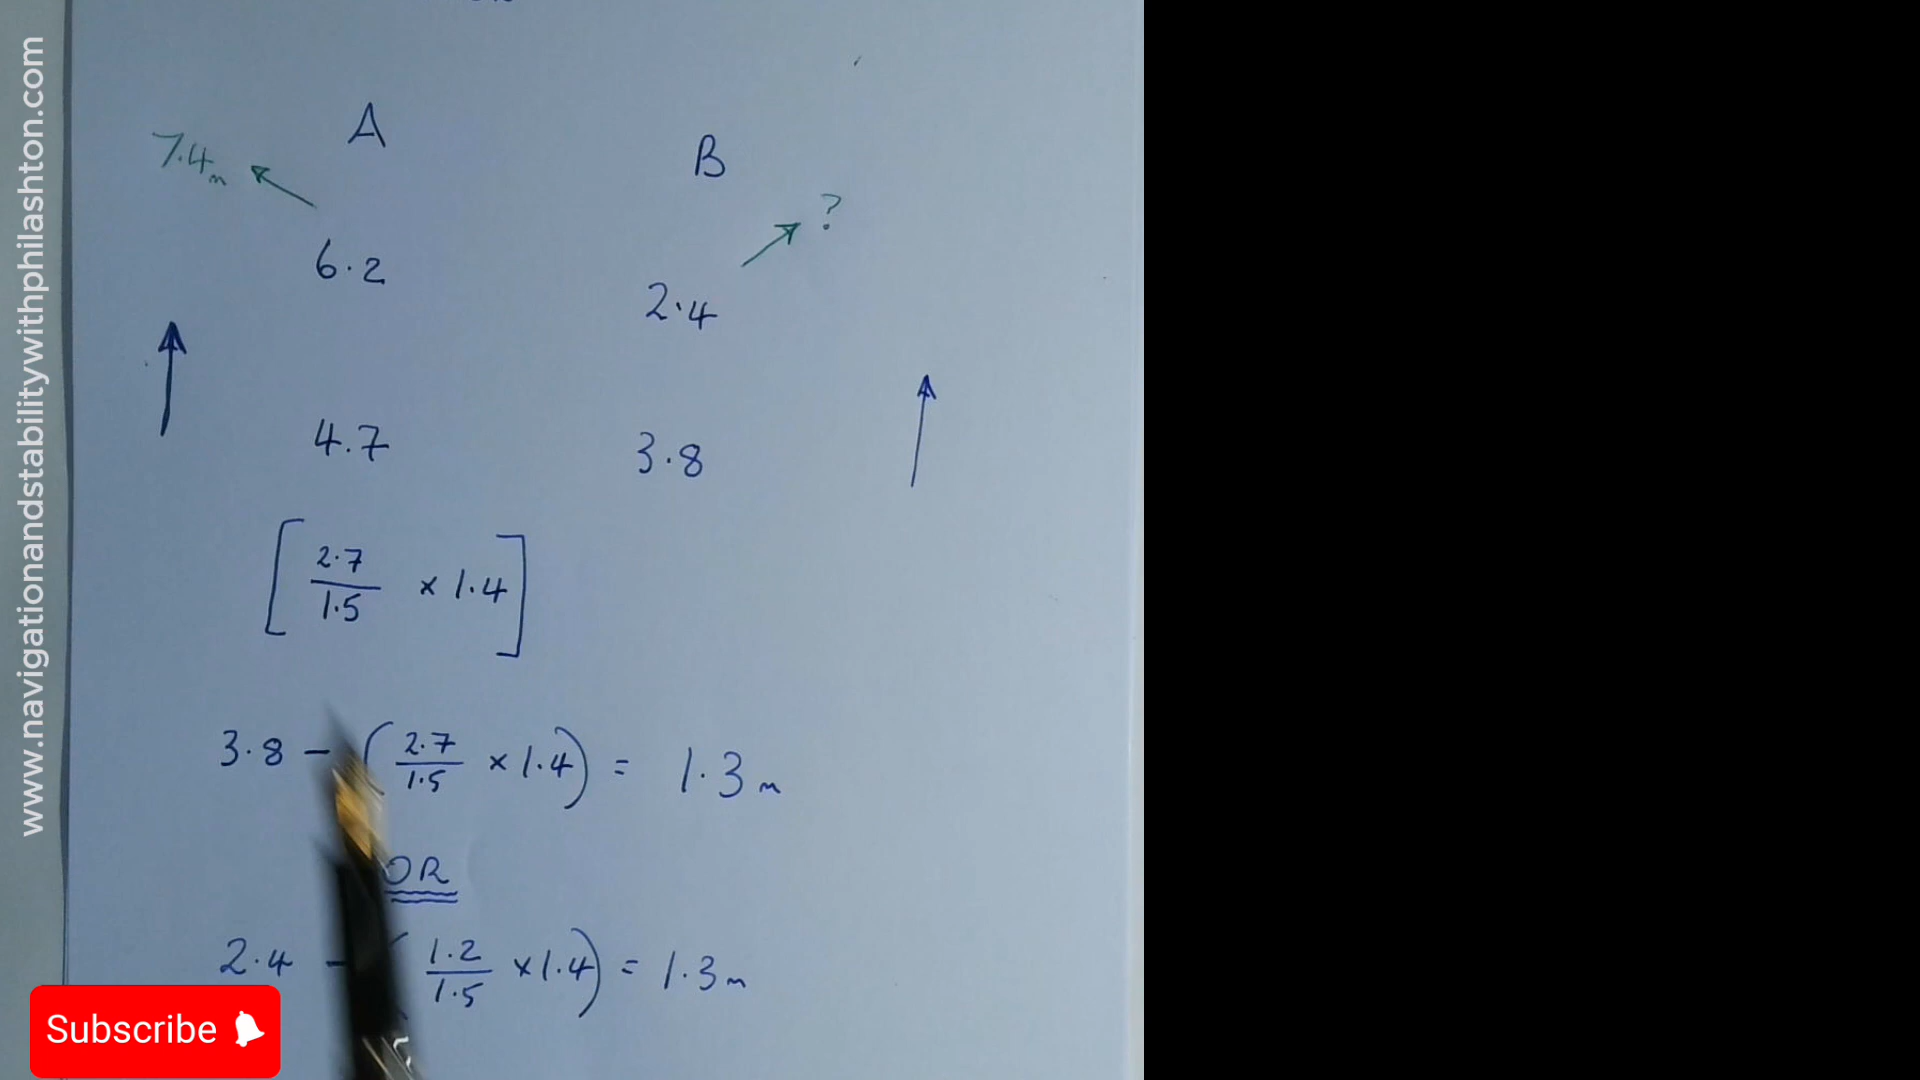 www.navigationandstabilitywithphilashton.com
A
B
7.4m
?
6.2
2.4
4.7
3.8
[2.7/1.5 × 1.4]
3.8 - (2.7/1.5 × 1.4) = 1.3m
OR
2.4 - (1.2/1.5 × 1.4) = 1.3m
Subscribe